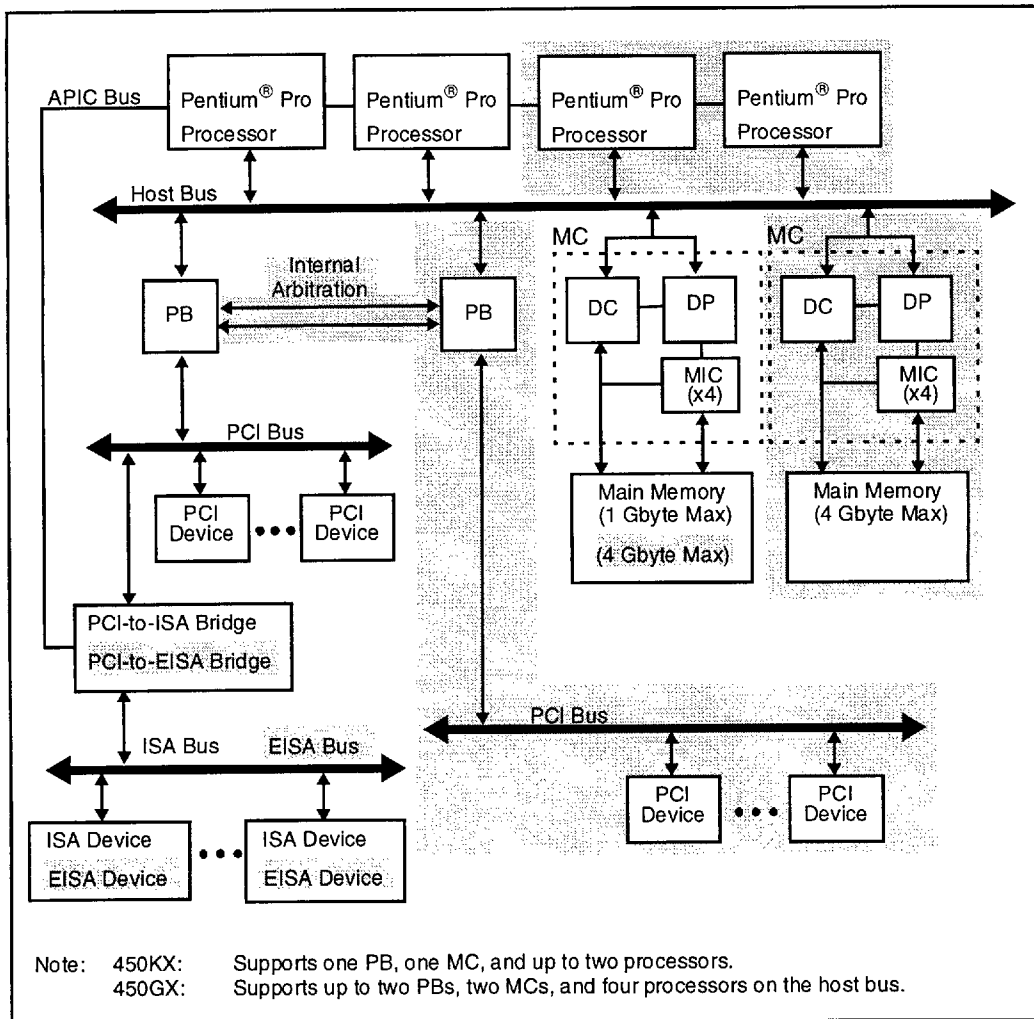 APIC Bus
Pentium® Pro
Processor
Pentium® Pro
Processor
Pentium® Pro
Processor
Pentium® Pro
Processor
Host Bus
PB
Internal
Arbitration
PB
MC
DC
DP
MIC
(x4)
MC
DC
DP
MIC
(x4)
PCI Bus
PCI
Device
PCI
Device
Main Memory
(1 Gbyte Max)
(4 Gbyte Max)
Main Memory
(4 Gbyte Max)
PCI-to-ISA Bridge
PCI-to-EISA Bridge
ISA Bus
EISA Bus
ISA Device
EISA Device
ISA Device
EISA Device
PCI Bus
PCI
Device
PCI
Device
Note: 450KX: Supports one PB, one MC, and up to two processors.
450GX: Supports up to two PBs, two MCs, and four processors on the host bus.